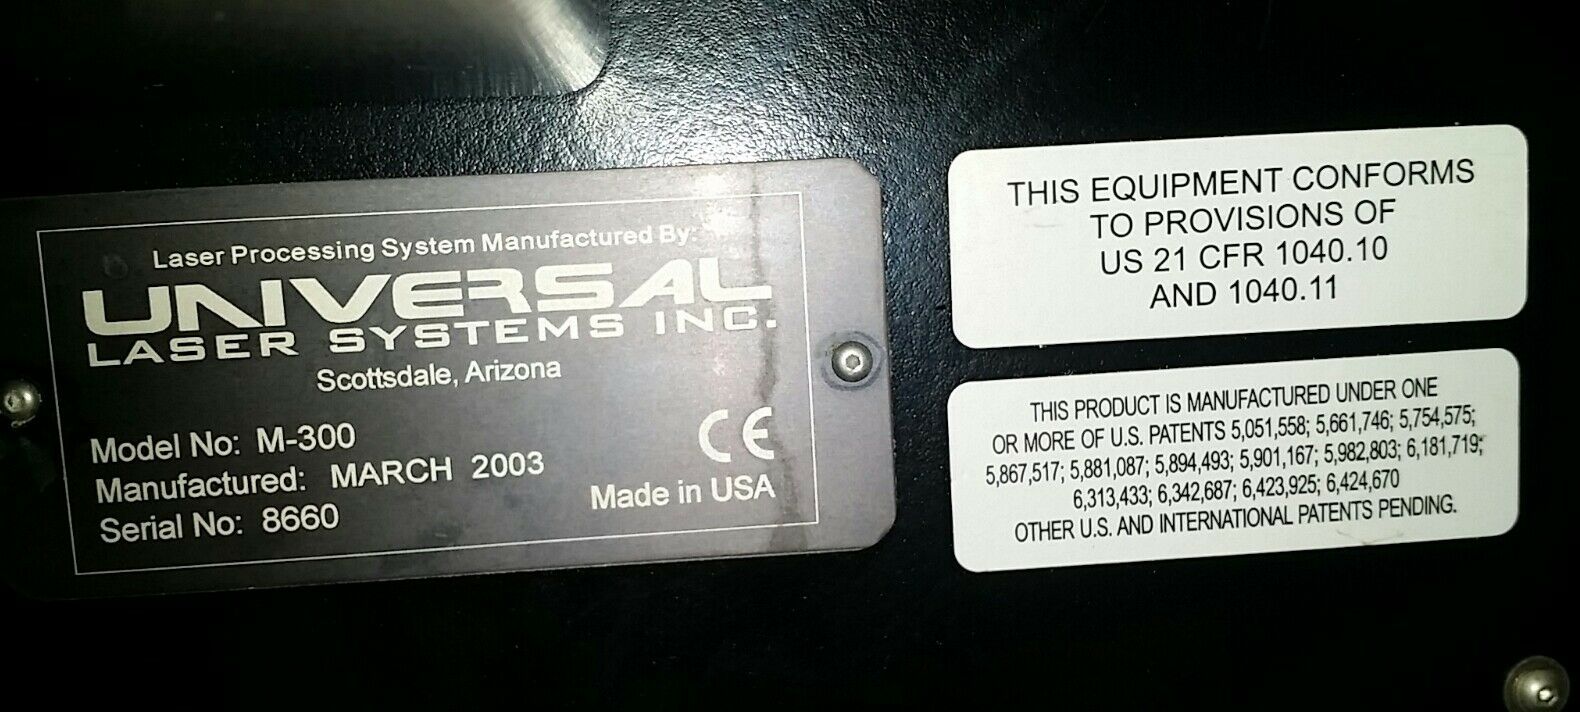 Laser Processing System Manufactured By:
UNIVERSAL
LASER SYSTEMS INC.
Scottsdale, Arizona
Model No: M-300
Manufactured: MARCH 2003
Serial No: 8660
CE
Made in USA
THIS EQUIPMENT CONFORMS
TO PROVISIONS OF
US 21 CFR 1040.10
AND 1040.11
THIS PRODUCT IS MANUFACTURED UNDER ONE
OR MORE OF U.S. PATENTS 5,051,558; 5,661,746; 5,754,575;
5,867,517; 5,881,087; 5,894,493; 5,901,167; 5,982,803; 6,181,719;
6,313,433; 6,342,687; 6,423,925; 6,424,670
OTHER U.S. AND INTERNATIONAL PATENTS PENDING.